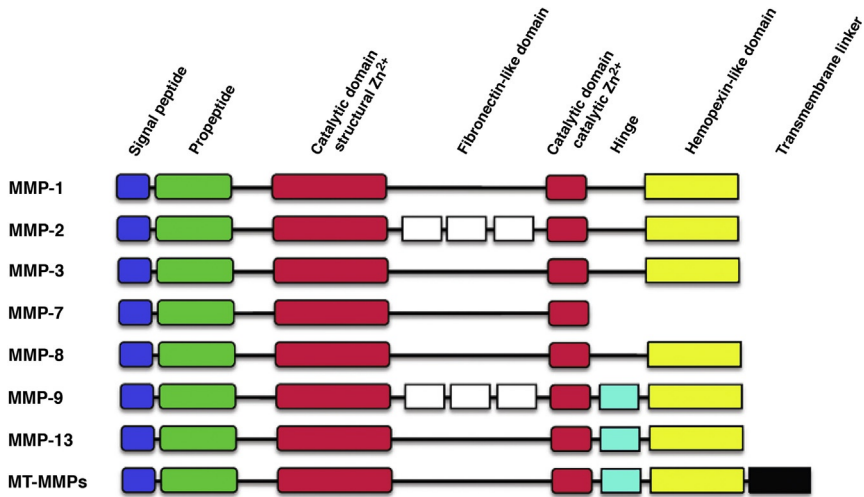 Signal peptide
Propeptide
Catalytic domain
structural Zn2+
Fibronectin-like domain
Catalytic domain
catalytic Zn2+
Hinge
Hemopexin-like domain
Transmembrane linker
MMP-1
MMP-2
MMP-3
MMP-7
MMP-8
MMP-9
MMP-13
MT-MMPs